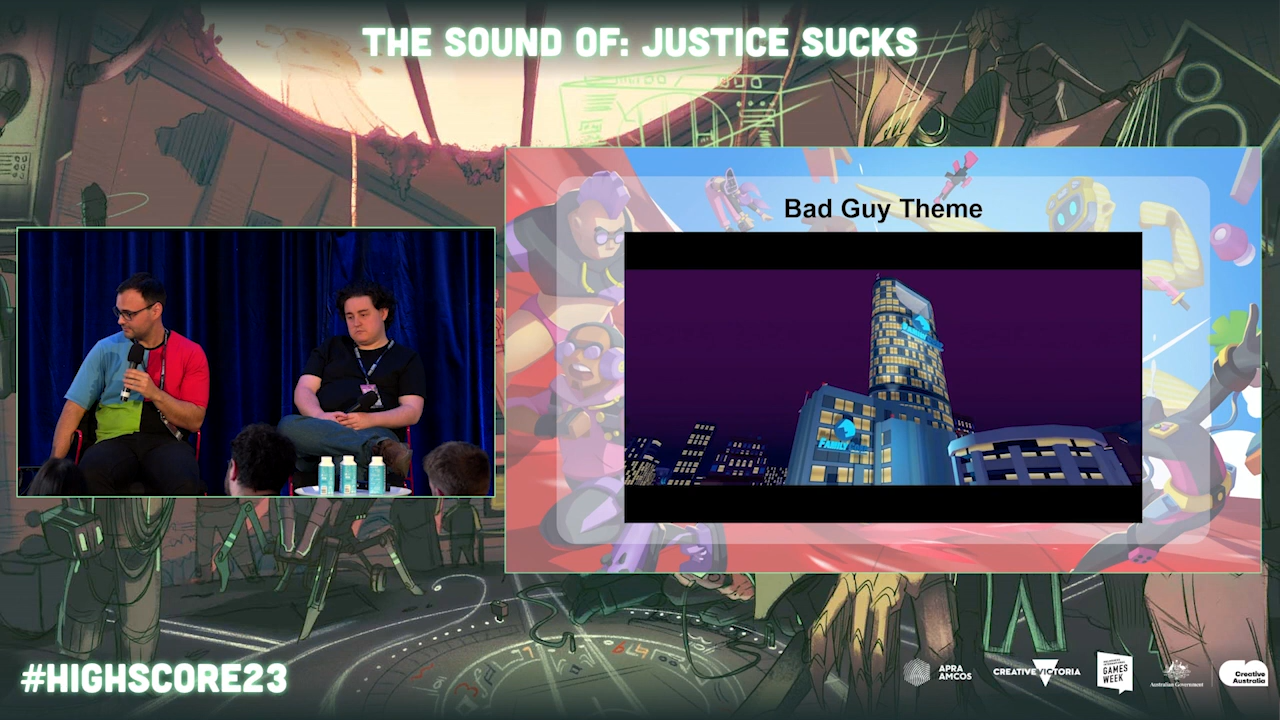 THE SOUND OF: JUSTICE SUCKS
Bad Guy Theme
FAMILY
#HIGHSCORE23
APRA
AMCOS
CREATIVE VICTORIA
GAMES
WEEK
Australian Government
Creative
Australia